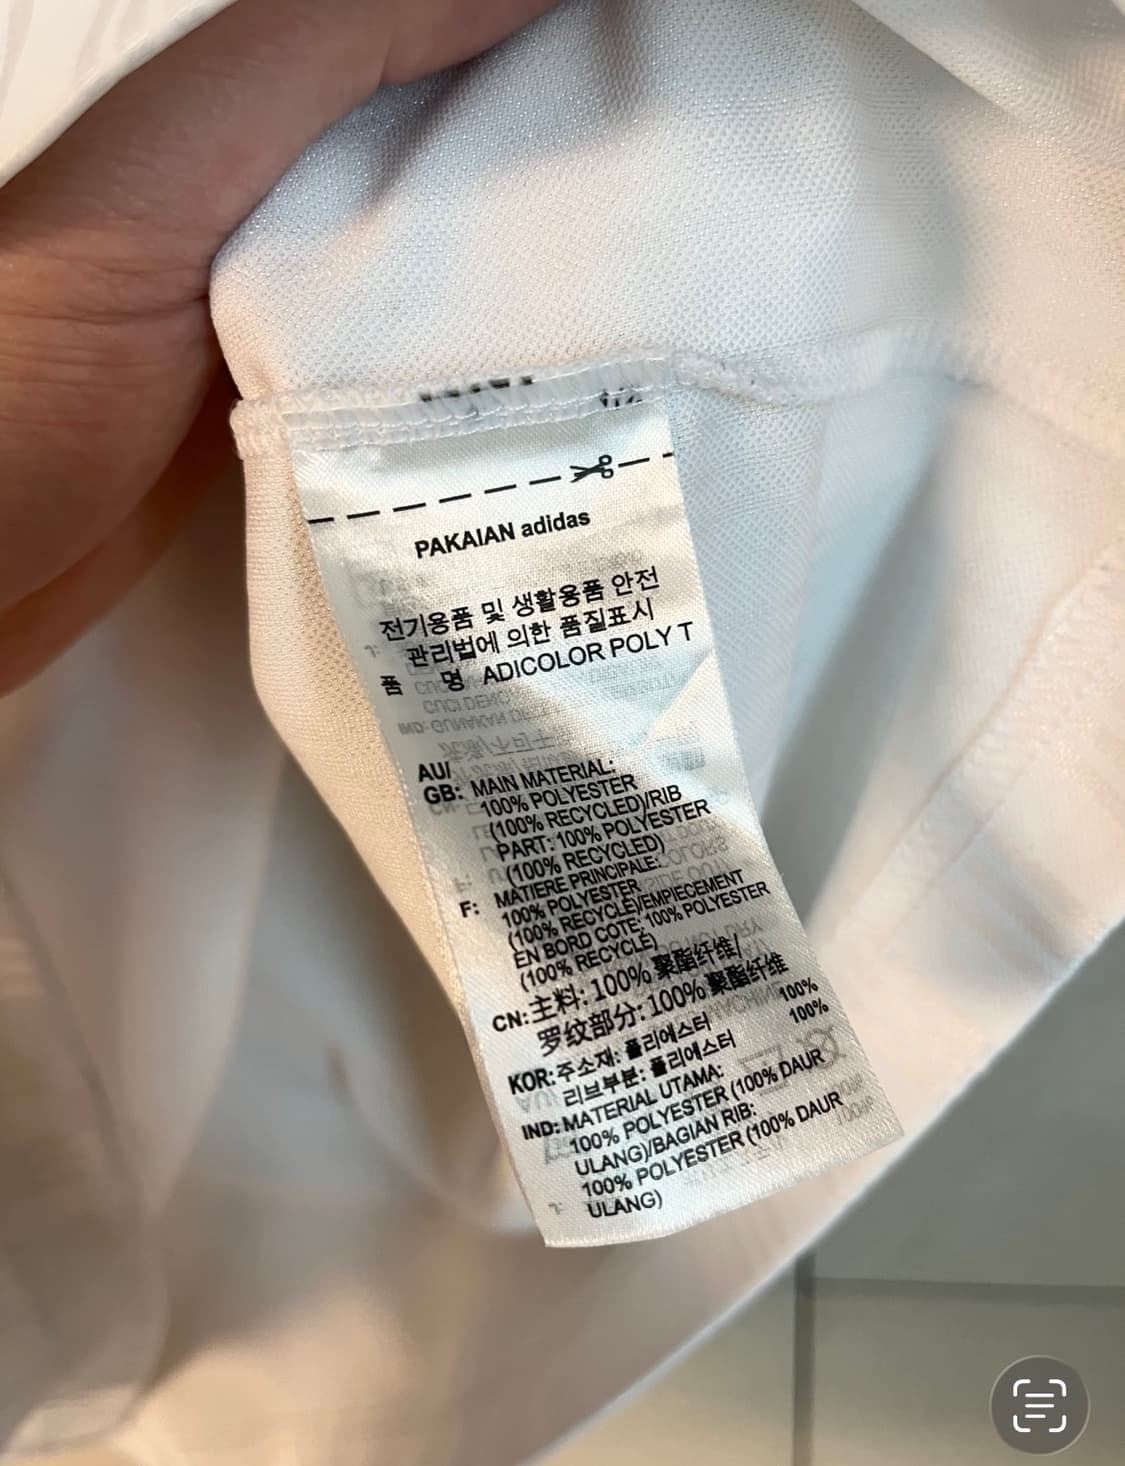 PAKAIAN adidas
전기용품 및 생활용품 안전
관리법에 의한 품질표시
품 명 ADICOLOR POLY T
AU/
GB: MAIN MATERIAL:
100% POLYESTER
(100% RECYCLED)/RIB
PART: 100% POLYESTER
(100% RECYCLED)
F: MATIERE PRINCIPALE:
100% POLYESTER
(100% RECYCLÉ)/EMPIECEMENT
EN BORD COTE: 100% POLYESTER
(100% RECYCLÉ)
CN: 主料: 100% 聚酯纤维/
罗纹部分: 100% 聚酯纤维
KOR: 주소재: 폴리에스터 100%
리브부분: 폴리에스터 100%
IND: MATERIAL UTAMA:
100% POLYESTER (100% DAUR
ULANG)/BAGIAN RIB:
100% POLYESTER (100% DAUR
ULANG)